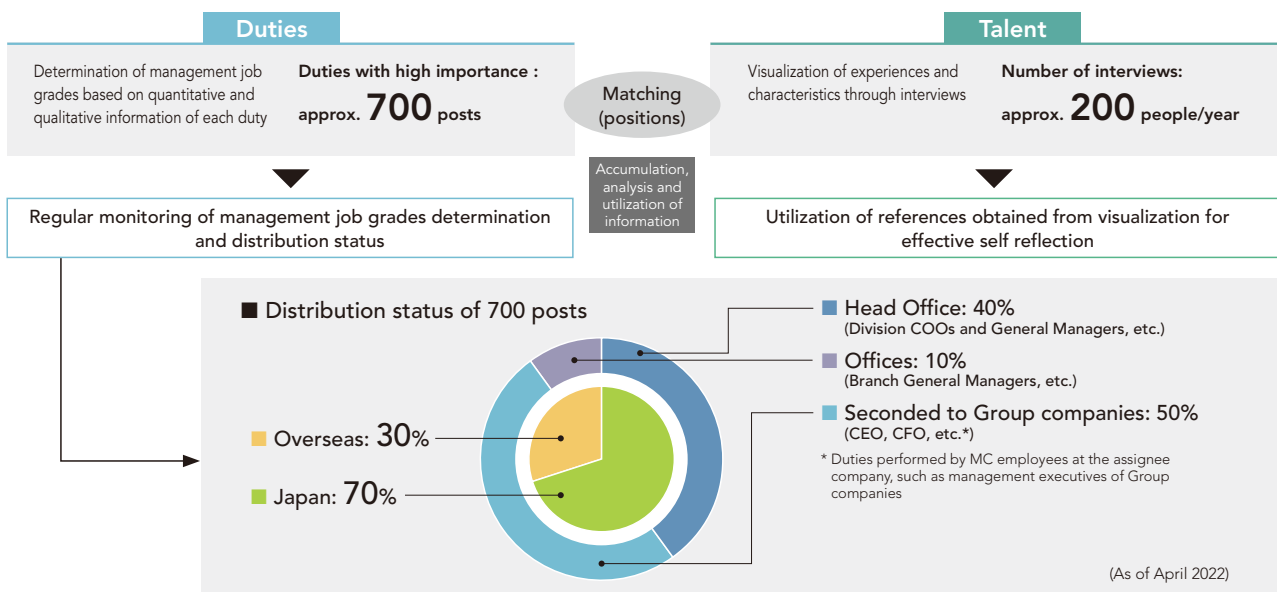 Duties
Determination of management job
grades based on quantitative and
qualitative information of each duty
Duties with high importance :
approx. 700 posts
Matching
(positions)
Talent
Visualization of experiences and
characteristics through interviews
Number of interviews:
approx. 200 people/year
Accumulation,
analysis and
utilization of
information
Regular monitoring of management job grades determination
and distribution status
Utilization of references obtained from visualization for
effective self reflection
■ Distribution status of 700 posts
Overseas: 30%
Japan: 70%
Head Office: 40%
(Division COOs and General Managers, etc.)
Offices: 10%
(Branch General Managers, etc.)
Seconded to Group companies: 50%
(CEO, CFO, etc.*)
* Duties performed by MC employees at the assignee
company, such as management executives of Group
companies
(As of April 2022)